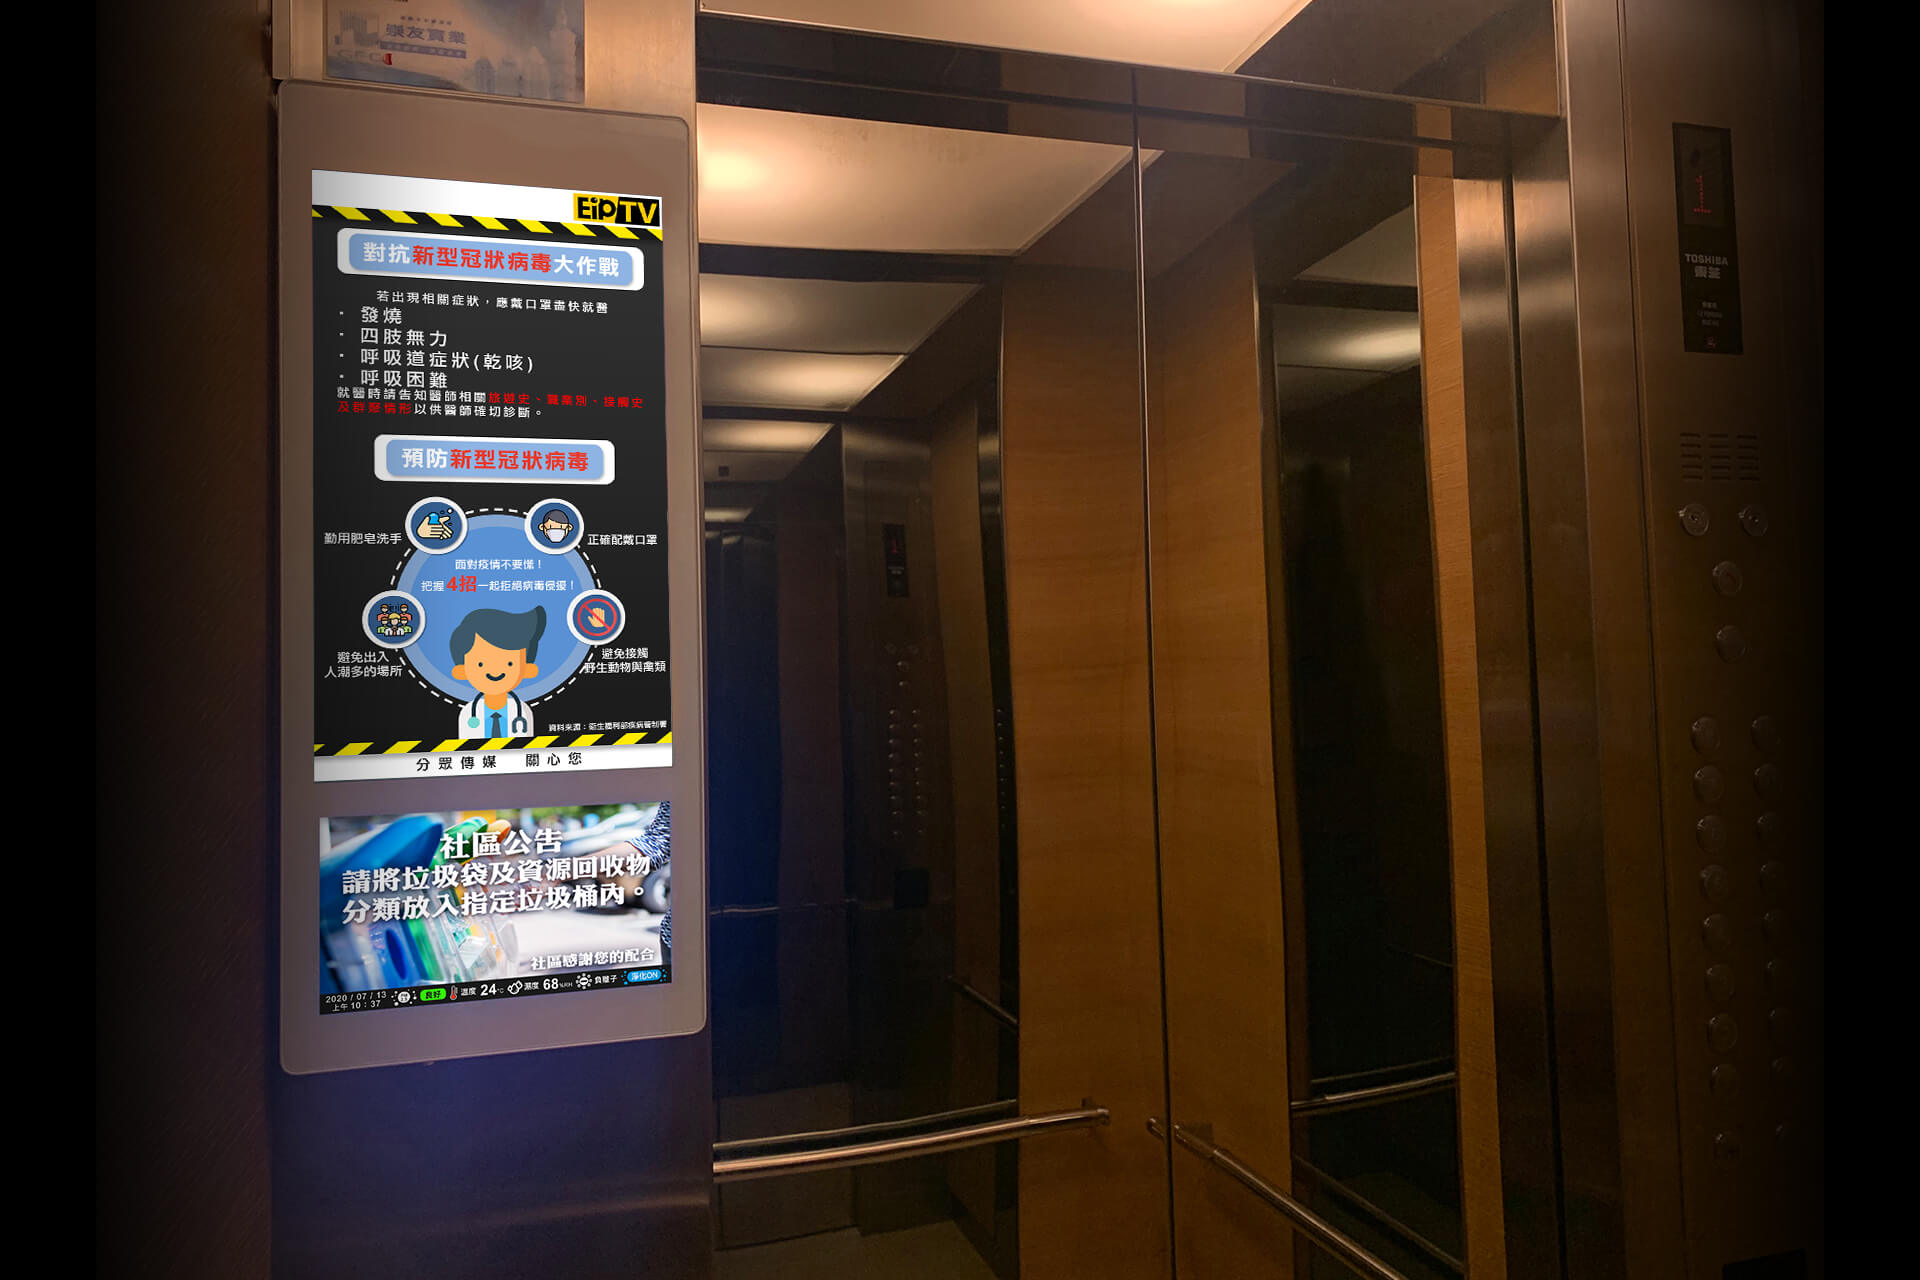 崇友實業
GFC
EiPTV
對抗新型冠狀病毒大作戰
若出現相關症狀，應戴口罩盡快就醫
· 發燒
· 四肢無力
· 呼吸道症狀(乾咳)
· 呼吸困難
就醫時請告知醫師相關旅遊史、職業別、接觸史
及群聚情形以供醫師確切診斷。
預防新型冠狀病毒
勤用肥皂洗手
正確配戴口罩
面對疫情不要慌！
把握4招一起拒絕病毒侵擾！
避免出入
人潮多的場所
避免接觸
野生動物與禽類
資料來源：衛生福利部疾病管制署
分眾傳媒 關心您
社區公告
請將垃圾袋及資源回收物
分類放入指定垃圾桶內。
社區感謝您的配合
2020 / 07 / 13
上午 10 : 37
良好 溫度 24°C 濕度 68%RH 負離子 淨化ON
1
TOSHIBA
東芝